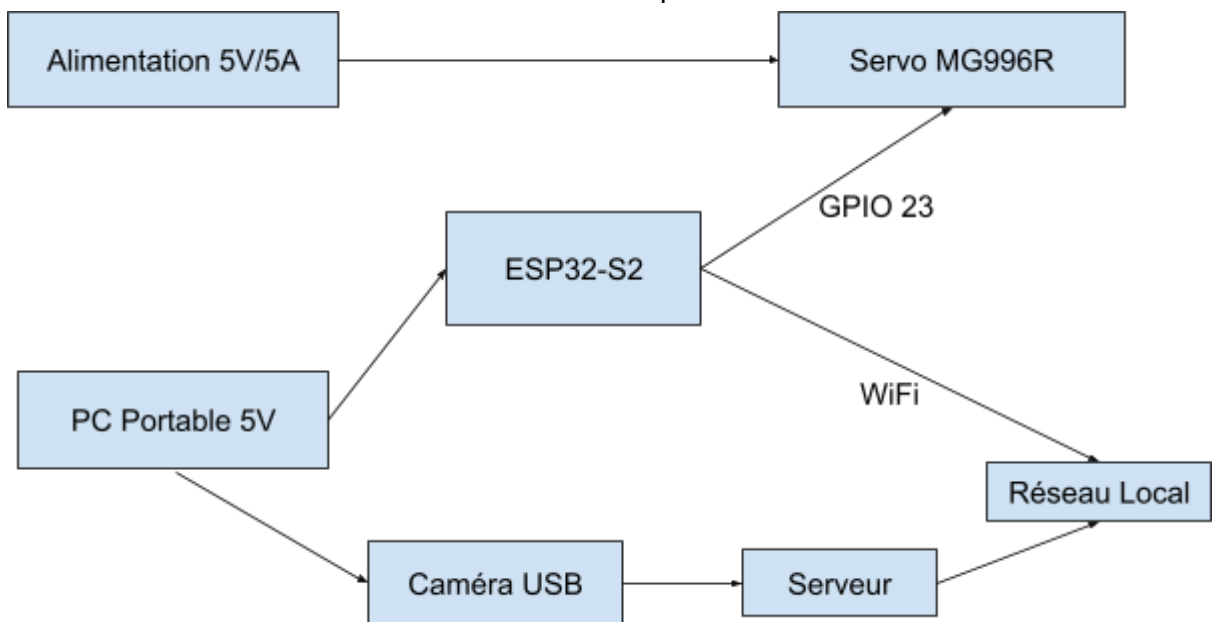 Alimentation 5V/5A
Servo MG996R
GPIO 23
ESP32-S2
WiFi
PC Portable 5V
Réseau Local
Caméra USB
Serveur